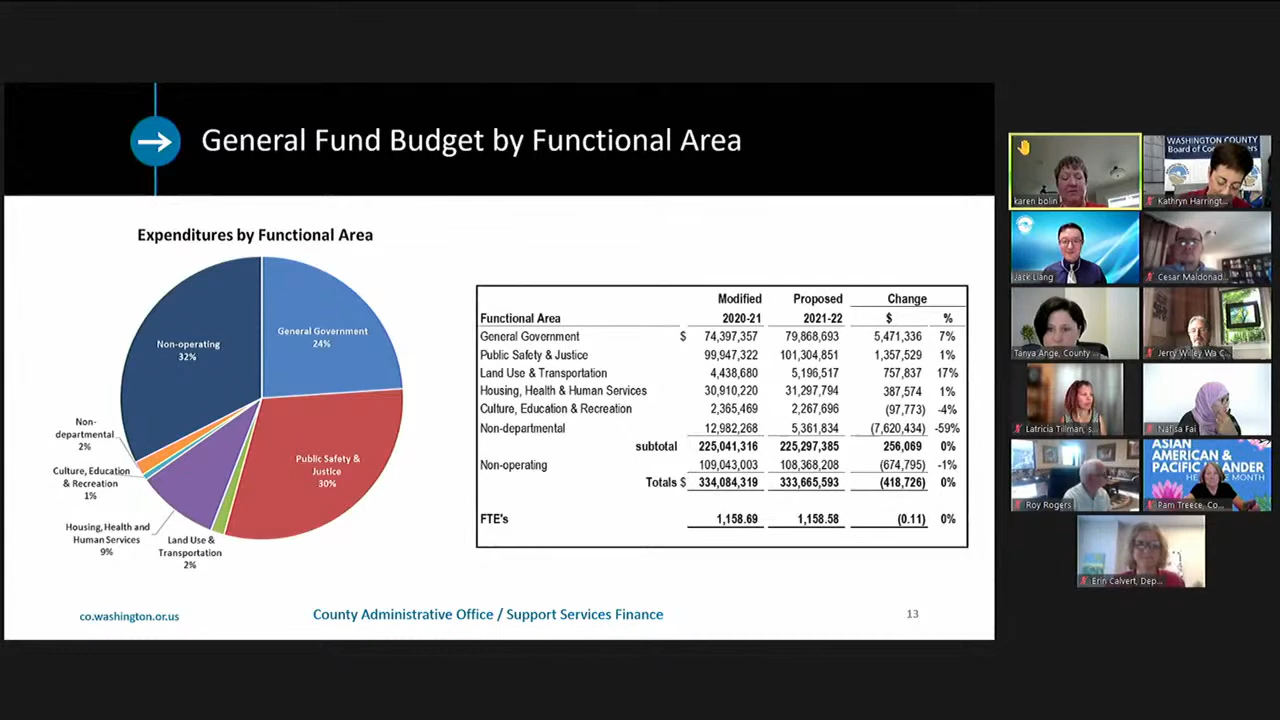 General Fund Budget by Functional Area
Expenditures by Functional Area
Non-operating
32%
General Government
24%
Public Safety &
Justice
30%
Non-
departmental
2%
Culture, Education
& Recreation
1%
Housing, Health and
Human Services
9%
Land Use &
Transportation
2%
Modified Proposed Change
Functional Area 2020-21 2021-22 $ %
General Government $ 74,397,357 79,868,693 5,471,336 7%
Public Safety & Justice 99,947,322 101,304,851 1,357,529 1%
Land Use & Transportation 4,438,680 5,196,517 757,837 17%
Housing, Health & Human Services 30,910,220 31,297,794 387,574 1%
Culture, Education & Recreation 2,365,469 2,267,696 (97,773) -4%
Non-departmental 12,982,268 5,361,834 (7,620,434) -59%
subtotal 225,041,316 225,297,385 256,069 0%
Non-operating 109,043,003 108,368,208 (674,795) -1%
Totals $ 334,084,319 333,665,593 (418,726) 0%
FTE's 1,158.69 1,158.58 (0.11) 0%
co.washington.or.us
County Administrative Office / Support Services Finance
13
karen bolin
WASHINGTON COUNTY
Board of
Kathryn Harringt...
Jack Liang
Cesar Maldonad...
Tanya Ange, County ...
Jerry Willey Wa C...
Latricia Tillman, s...
Nafisa Fai
Roy Rogers
ASIAN
AMERICAN &
PACIFIC
MONTH
Pam Treece, Co...
Erin Calvert, Dep...